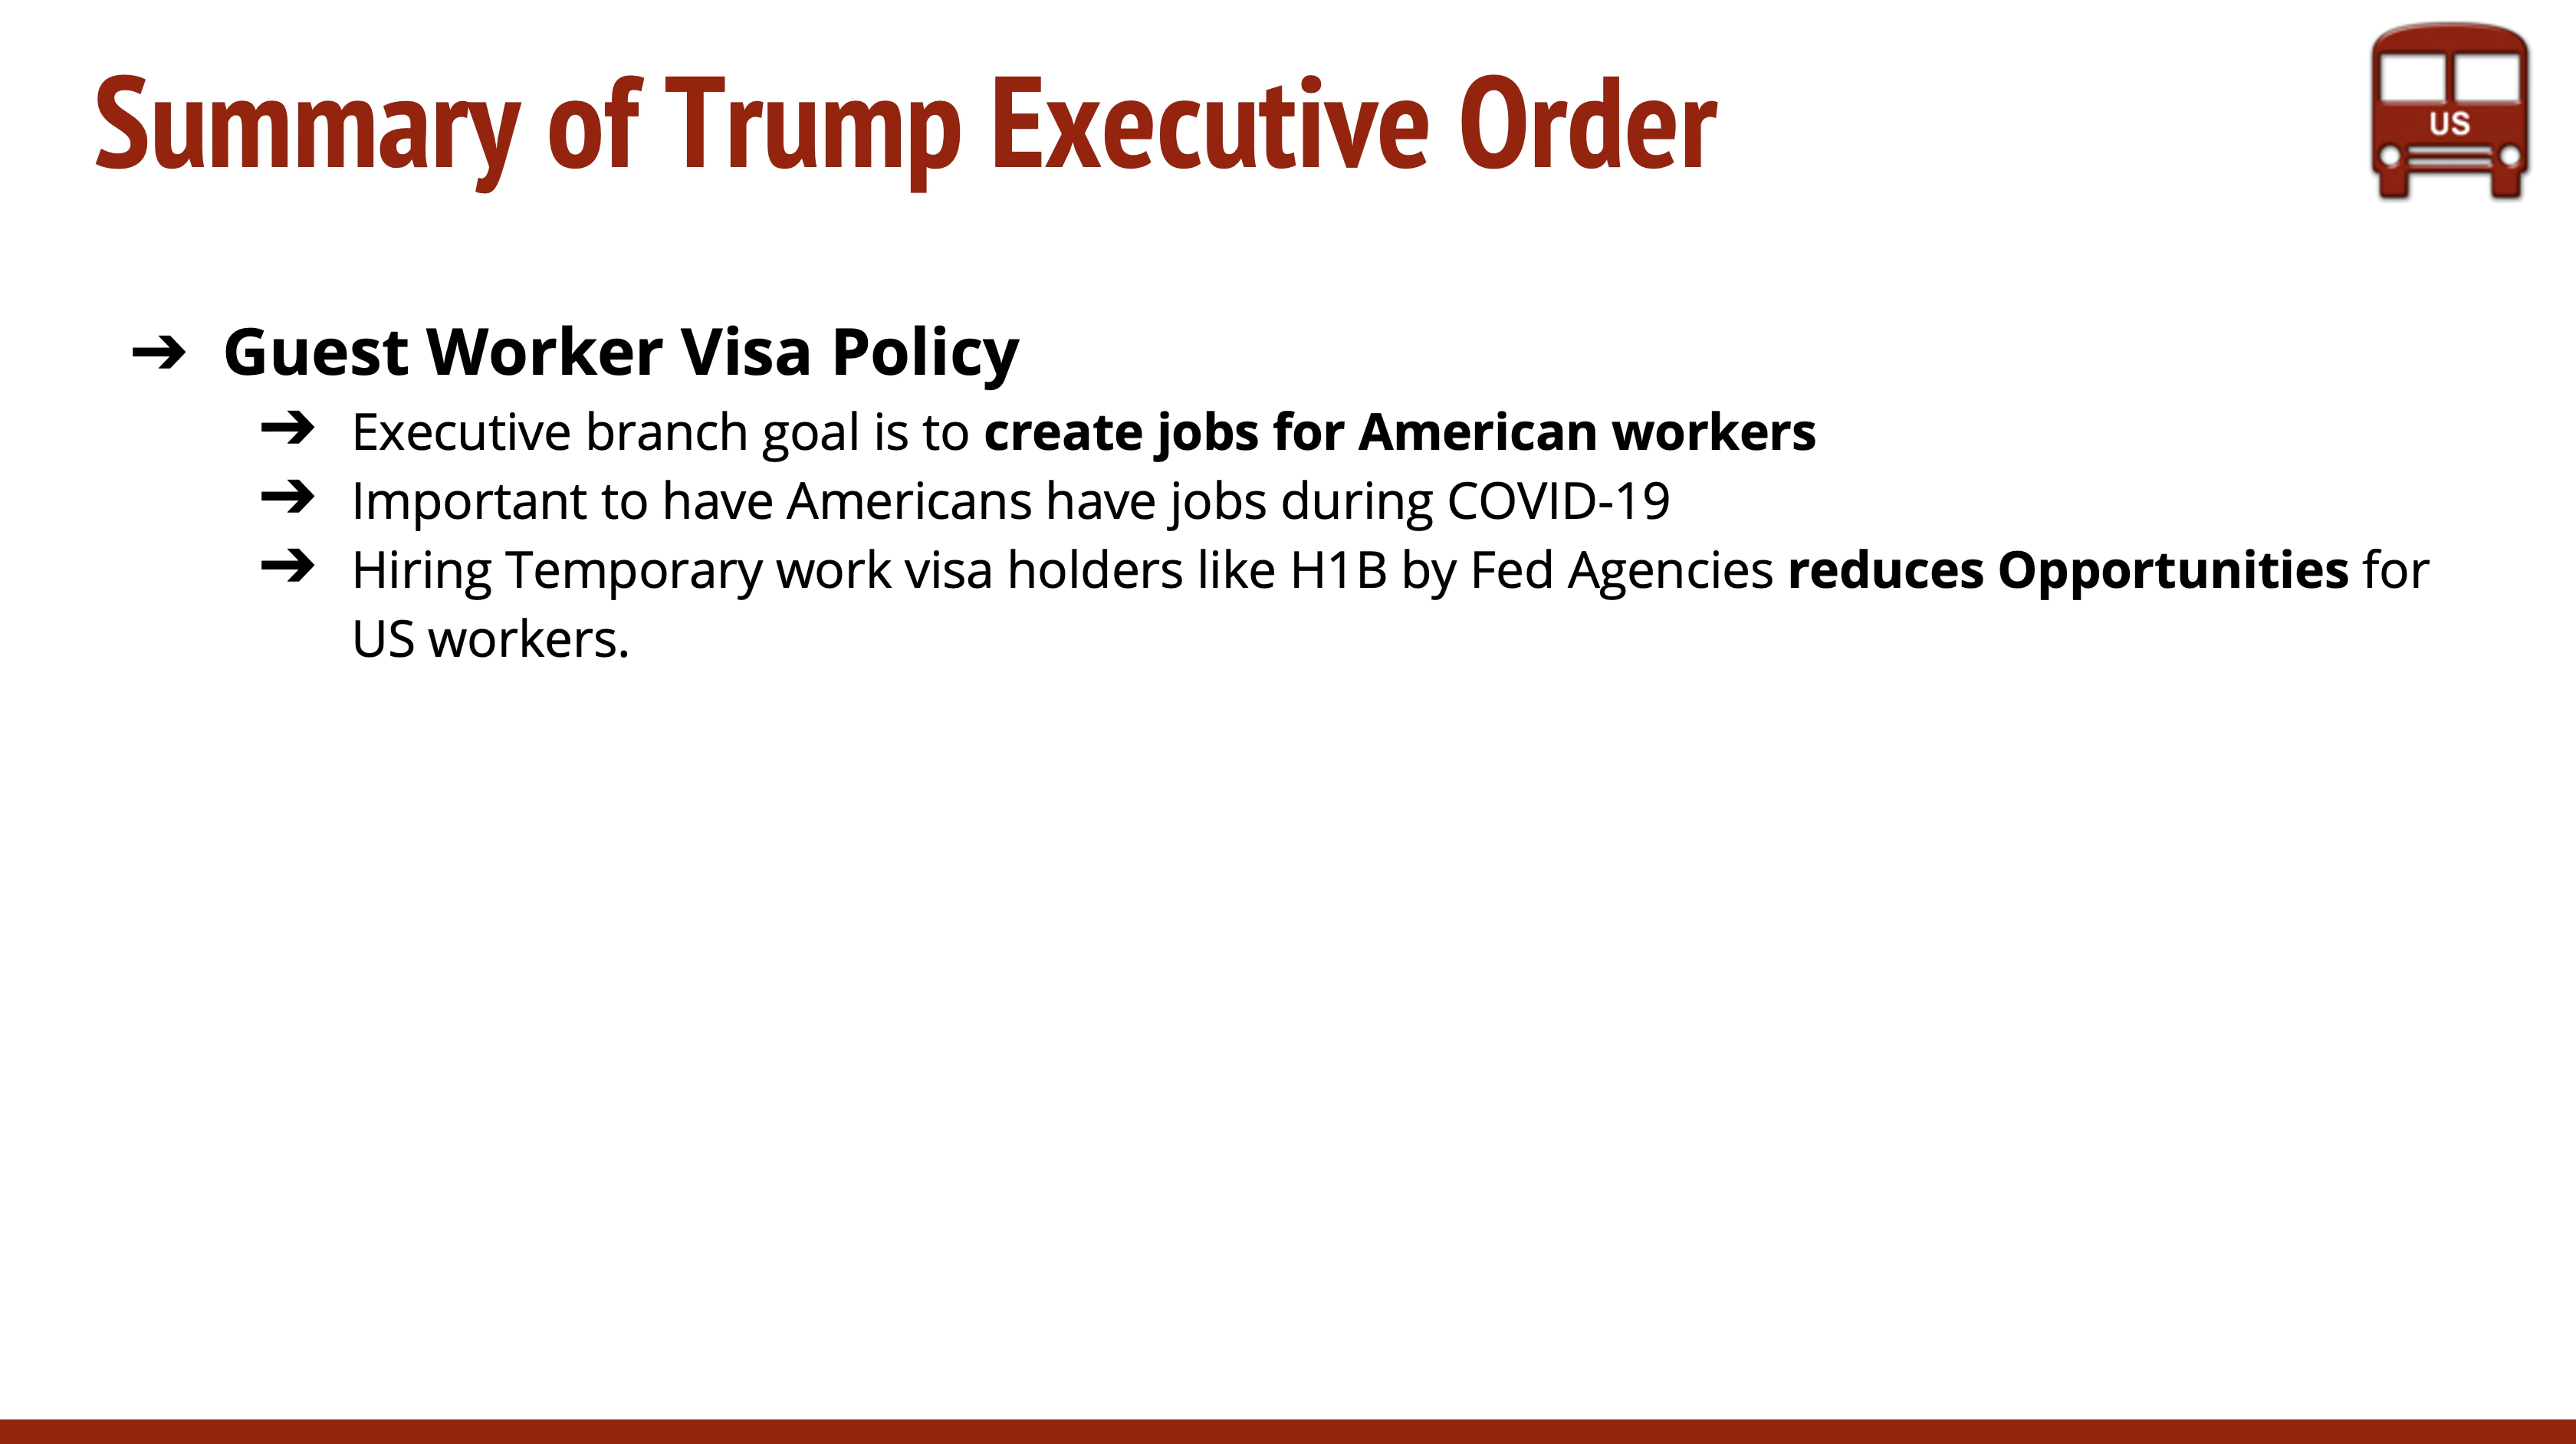 Summary of Trump Executive Order
US
➔ Guest Worker Visa Policy
➔ Executive branch goal is to create jobs for American workers
➔ Important to have Americans have jobs during COVID-19
➔ Hiring Temporary work visa holders like H1B by Fed Agencies reduces Opportunities for
US workers.